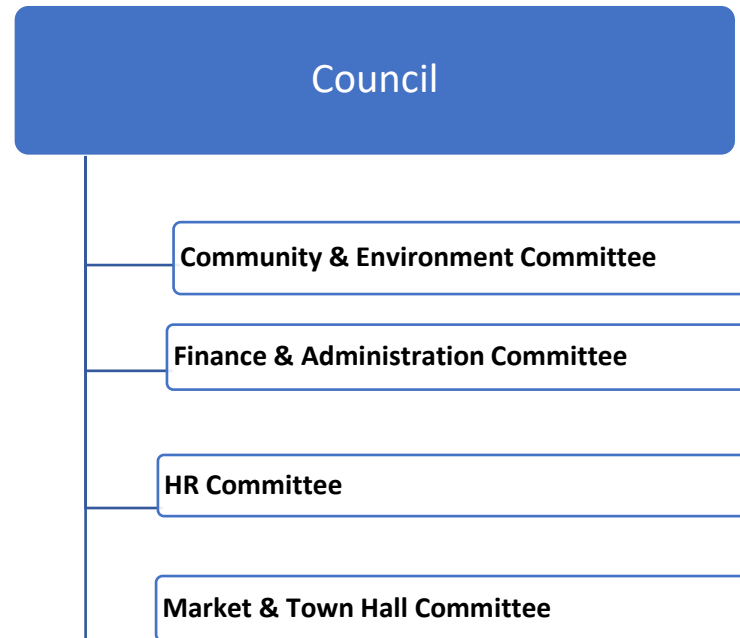 Council
Community & Environment Committee
Finance & Administration Committee
HR Committee
Market & Town Hall Committee